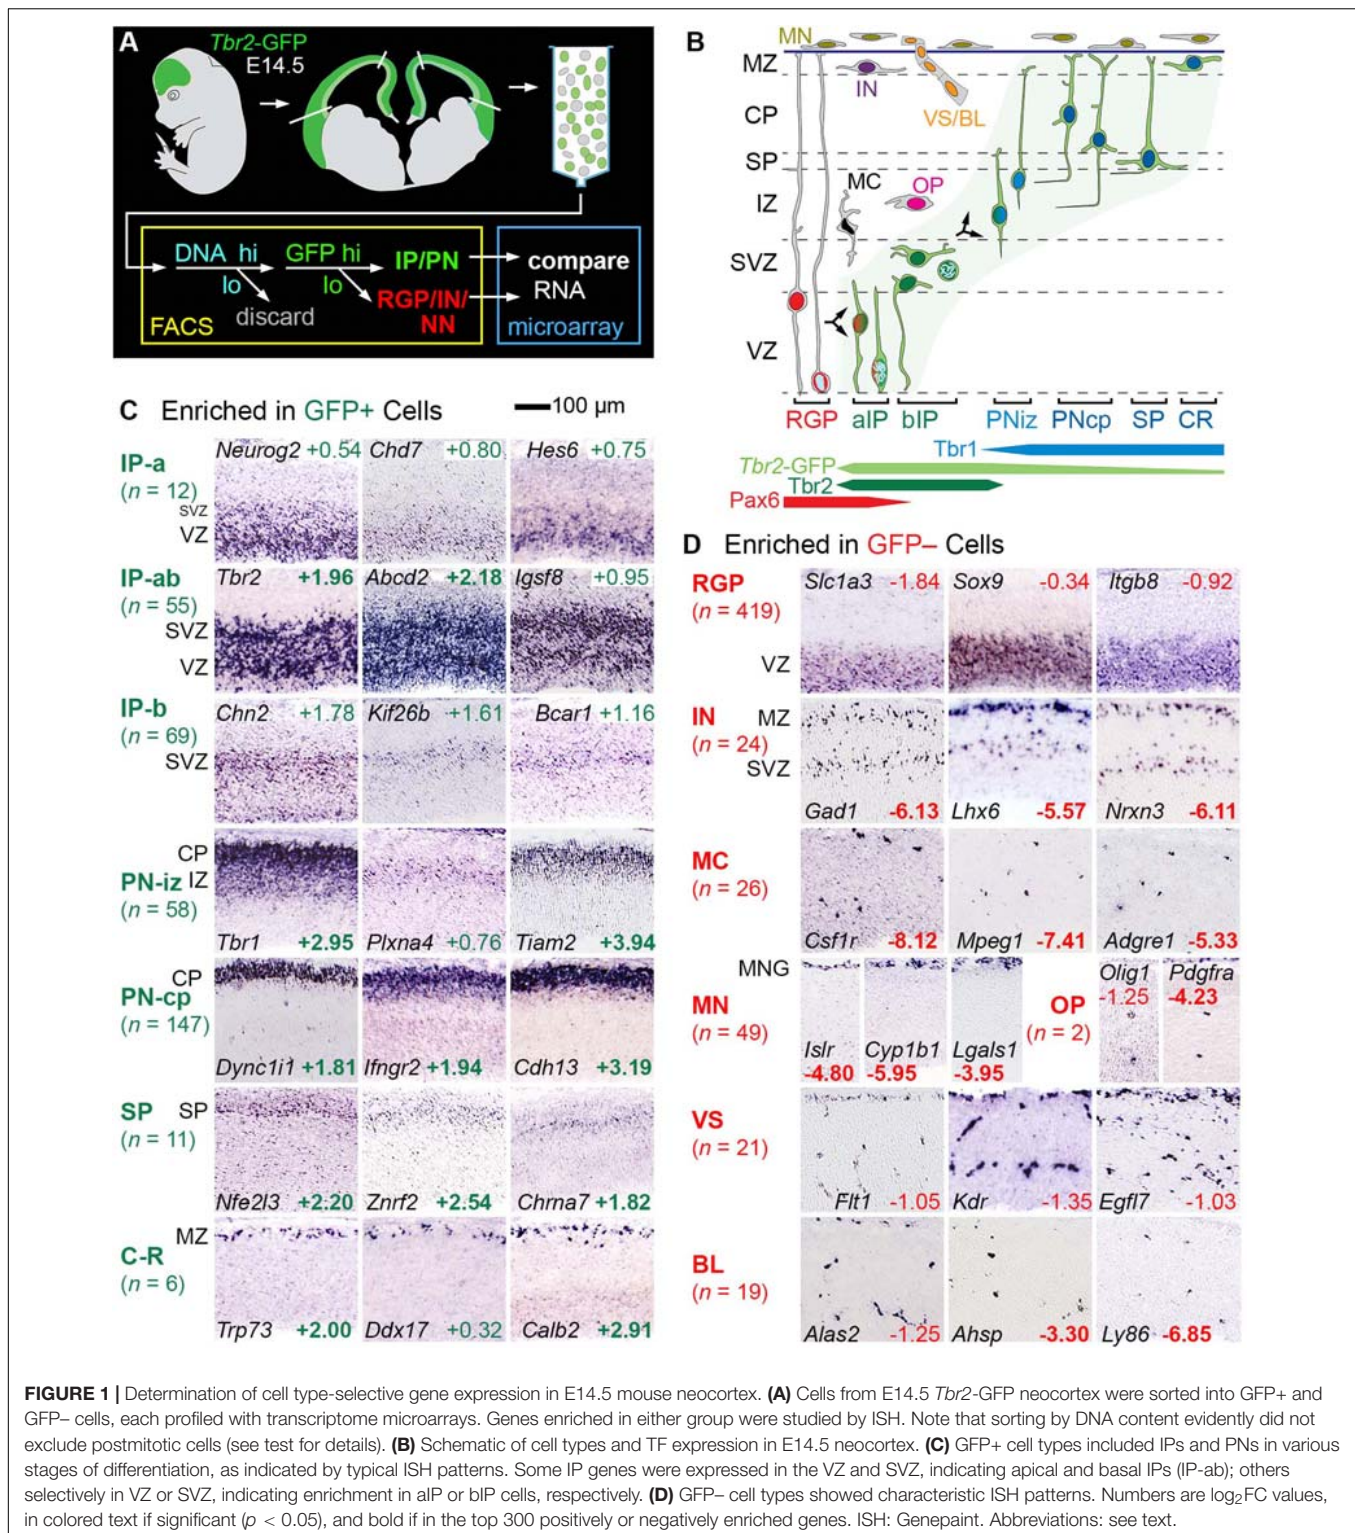 A
Tbr2-GFP
E14.5
DNA hi
lo
discard
GFP hi
lo
IP/PN
RGP/IN/
NN
FACS
compare
RNA
microarray
B
MN
MZ
IN
VS/BL
CP
SP
MC
OP
IZ
SVZ
VZ
RGP aIP bIP PNiz PNcp SP CR
Tbr1
Tbr2-GFP
Tbr2
Pax6
C Enriched in GFP+ Cells
100 µm
IP-a
(n = 12)
SVZ
VZ
Neurog2 +0.54 Chd7 +0.80 Hes6 +0.75
IP-ab
(n = 55)
SVZ
VZ
Tbr2 +1.96 Abcd2 +2.18 Igsf8 +0.95
IP-b
(n = 69)
SVZ
Chn2 +1.78 Kif26b +1.61 Bcar1 +1.16
CP
PN-iz IZ
(n = 58)
Tbr1 +2.95 Plxna4 +0.76 Tiam2 +3.94
CP
PN-cp
(n = 147)
Dync1i1 +1.81 Ifngr2 +1.94 Cdh13 +3.19
SP SP
(n = 11)
Nfe2l3 +2.20 Znrf2 +2.54 Chrna7 +1.82
MZ
C-R
(n = 6)
Trp73 +2.00 Ddx17 +0.32 Calb2 +2.91
D Enriched in GFP– Cells
RGP
(n = 419)
VZ
Slc1a3 -1.84 Sox9 -0.34 Itgb8 -0.92
IN MZ
(n = 24)
SVZ
Gad1 -6.13 Lhx6 -5.57 Nrxn3 -6.11
MC
(n = 26)
Csf1r -8.12 Mpeg1 -7.41 Adgre1 -5.33
MNG
MN
(n = 49)
Islr Cyp1b1 Lgals1
-4.80 -5.95 -3.95
OP
(n = 2)
Olig1 Pdgfra
-1.25 -4.23
VS
(n = 21)
Flt1 -1.05 Kdr -1.35 Egfl7 -1.03
BL
(n = 19)
Alas2 -1.25 Ahsp -3.30 Ly86 -6.85
FIGURE 1 | Determination of cell type-selective gene expression in E14.5 mouse neocortex. (A) Cells from E14.5 Tbr2-GFP neocortex were sorted into GFP+ and
GFP– cells, each profiled with transcriptome microarrays. Genes enriched in either group were studied by ISH. Note that sorting by DNA content evidently did not
exclude postmitotic cells (see test for details). (B) Schematic of cell types and TF expression in E14.5 neocortex. (C) GFP+ cell types included IPs and PNs in various
stages of differentiation, as indicated by typical ISH patterns. Some IP genes were expressed in the VZ and SVZ, indicating apical and basal IPs (IP-ab); others
selectively in VZ or SVZ, indicating enrichment in aIP or bIP cells, respectively. (D) GFP– cell types showed characteristic ISH patterns. Numbers are log₂FC values,
in colored text if significant (p < 0.05), and bold if in the top 300 positively or negatively enriched genes. ISH: Genepaint. Abbreviations: see text.